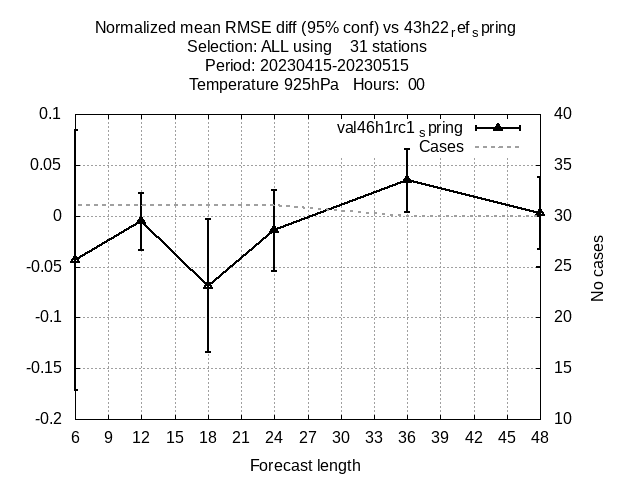 Normalized mean RMSE diff (95% conf) vs 43h22refspring
Selection: ALL using 31 stations
Period: 20230415-20230515
Temperature 925hPa Hours: 00
val46h1rc1spring
Cases
0.1
0.05
0
-0.05
-0.1
-0.15
-0.2
40
35
30
25
20
15
10
No cases
6 9 12 15 18 21 24 27 30 33 36 39 42 45 48
Forecast length